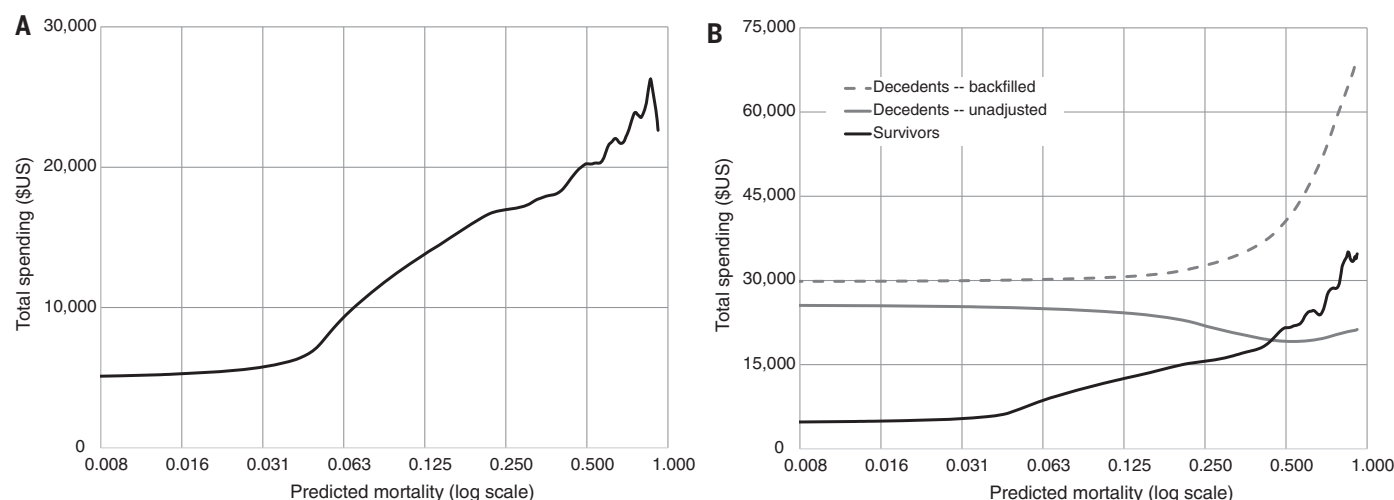 A
30,000
20,000
10,000
0
Total spending ($US)
0.008 0.016 0.031 0.063 0.125 0.250 0.500 1.000
Predicted mortality (log scale)
B
75,000
60,000
45,000
30,000
15,000
0
Total spending ($US)
Decedents -- backfilled
Decedents -- unadjusted
Survivors
0.008 0.016 0.031 0.063 0.125 0.250 0.500 1.000
Predicted mortality (log scale)